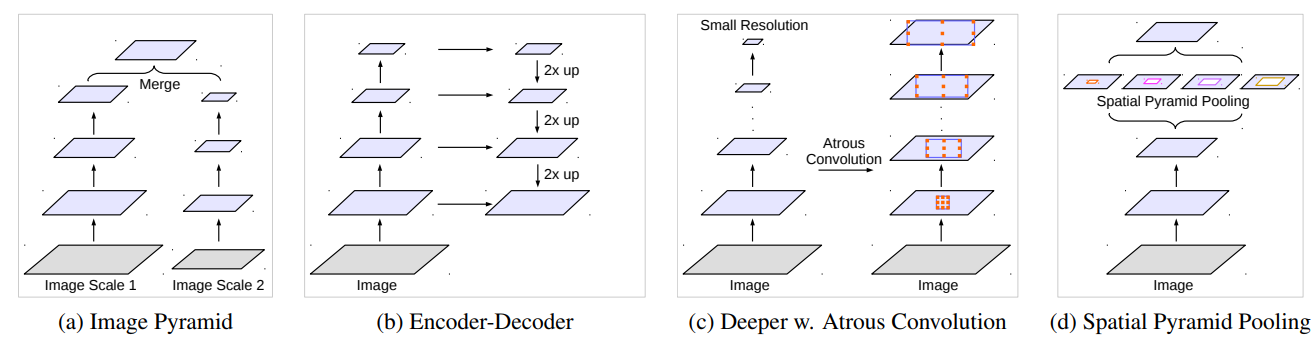 Merge
Image Scale 1
Image Scale 2
(a) Image Pyramid
2x up
2x up
2x up
Image
(b) Encoder-Decoder
Small Resolution
Atrous
Convolution
Image
Image
(c) Deeper w. Atrous Convolution
Spatial Pyramid Pooling
Image
(d) Spatial Pyramid Pooling